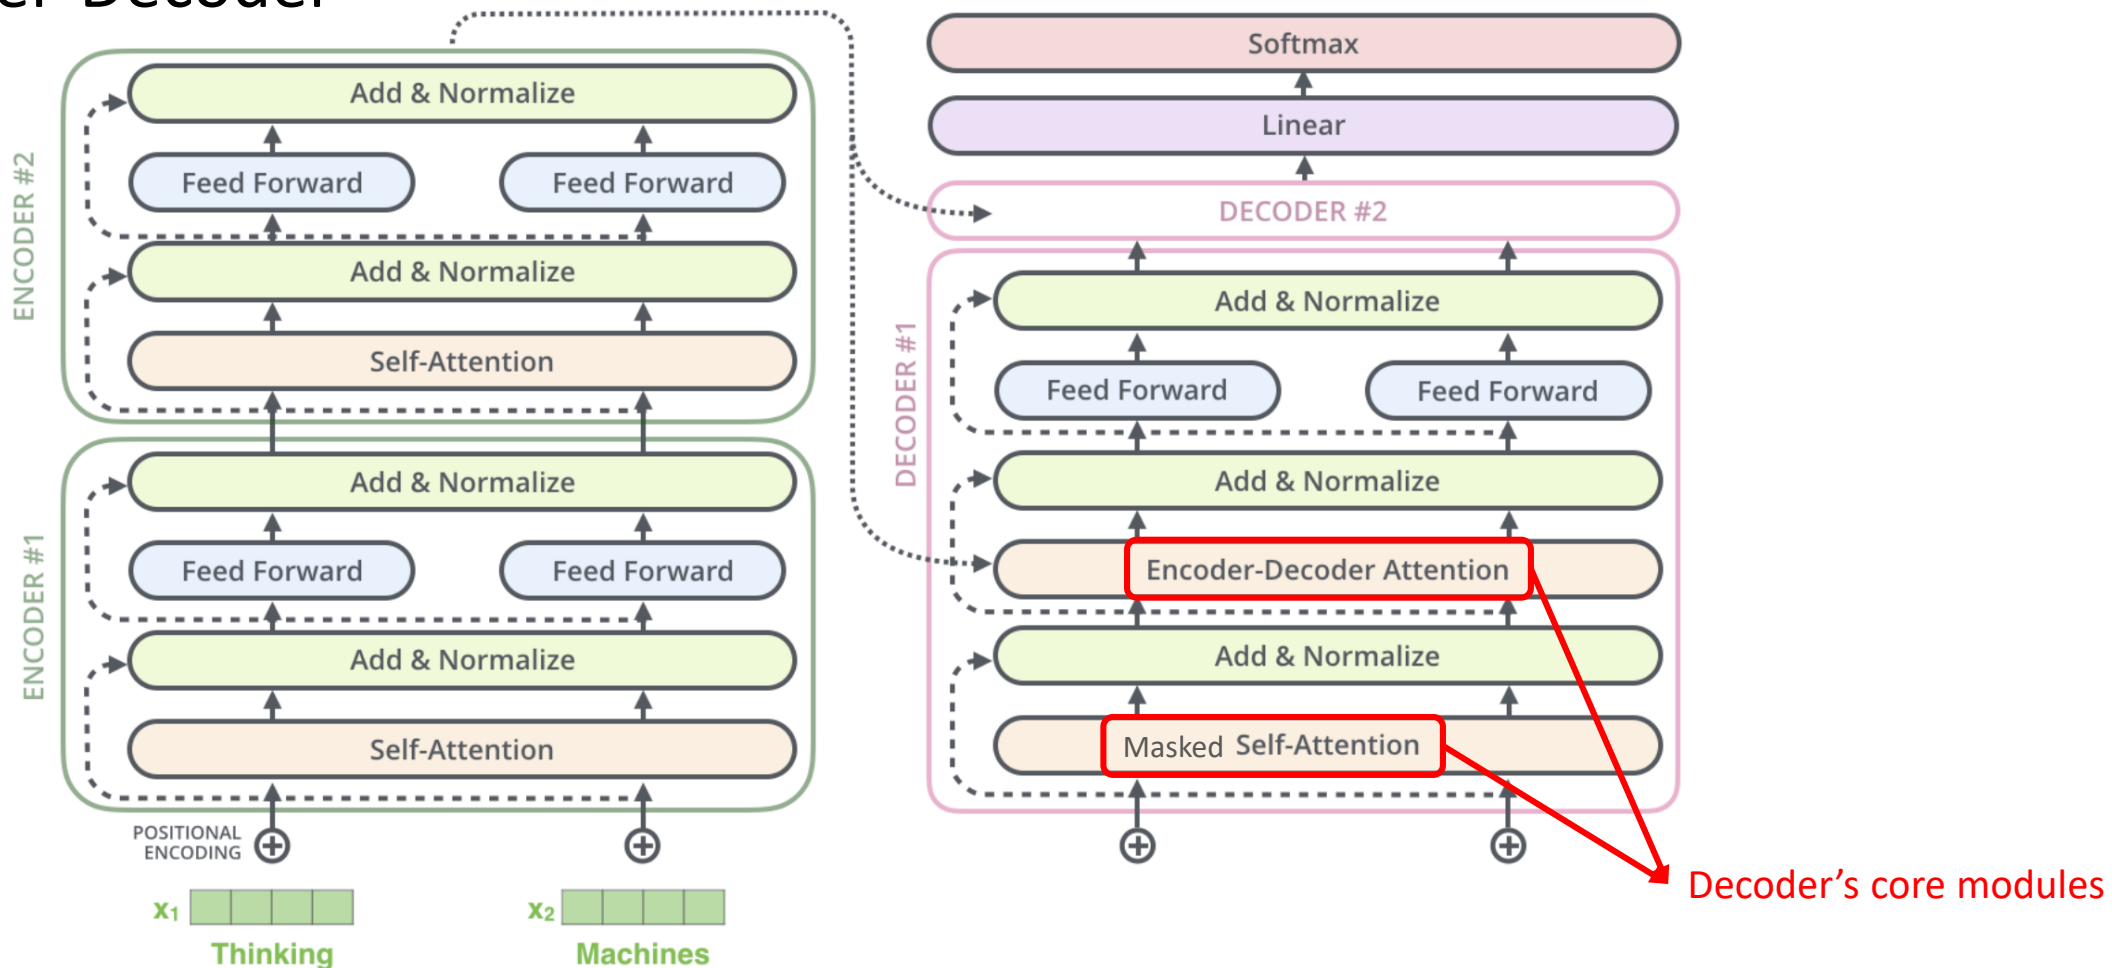 er-Decoder
ENCODER #2
Add & Normalize
Feed Forward Feed Forward
Add & Normalize
Self-Attention
ENCODER #1
Add & Normalize
Feed Forward Feed Forward
Add & Normalize
Self-Attention
POSITIONAL
ENCODING
x1 x2
Thinking Machines
Softmax
Linear
DECODER #2
DECODER #1
Add & Normalize
Feed Forward Feed Forward
Add & Normalize
Encoder-Decoder Attention
Add & Normalize
Masked Self-Attention
Decoder’s core modules